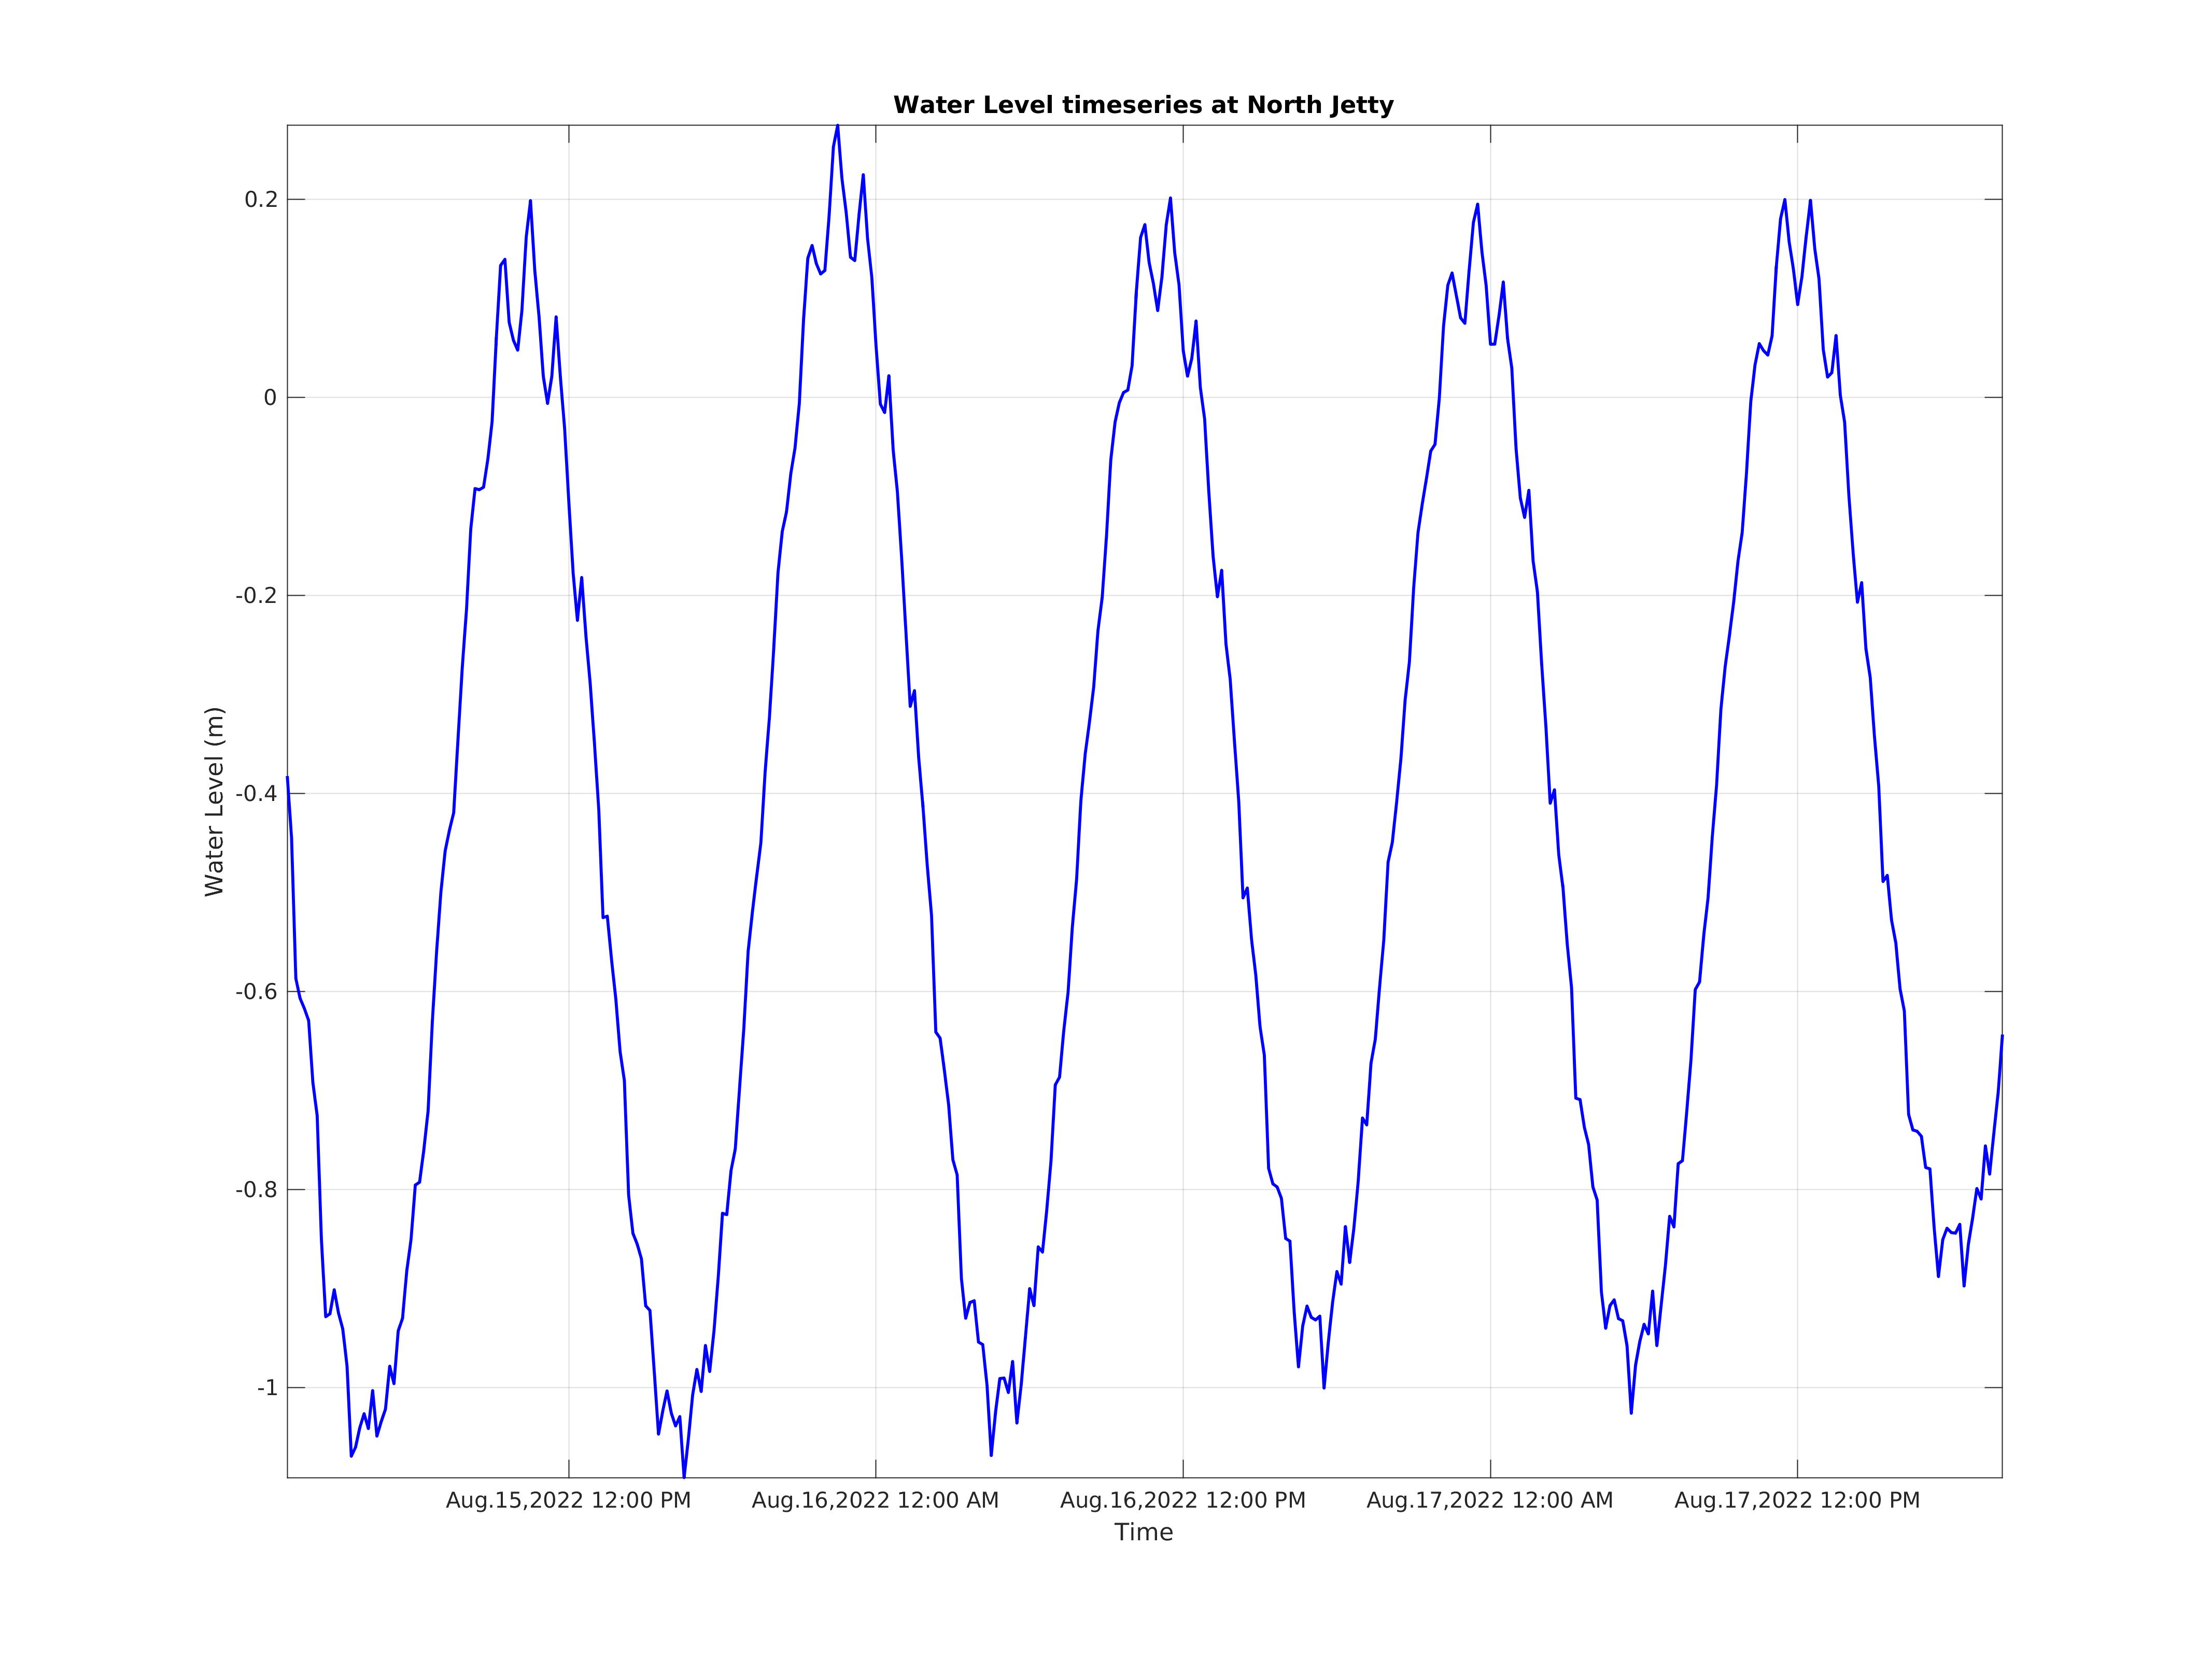 Water Level timeseries at North Jetty
0.2
0
-0.2
-0.4
-0.6
-0.8
-1
Water Level (m)
Aug.15,2022 12:00 PM Aug.16,2022 12:00 AM Aug.16,2022 12:00 PM Aug.17,2022 12:00 AM Aug.17,2022 12:00 PM
Time